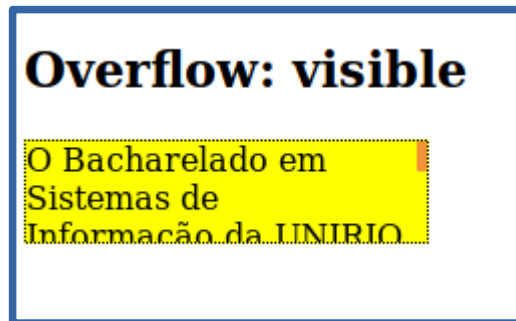 Overflow: visible
O Bacharelado em
Sistemas de
Informação da UNIRIO